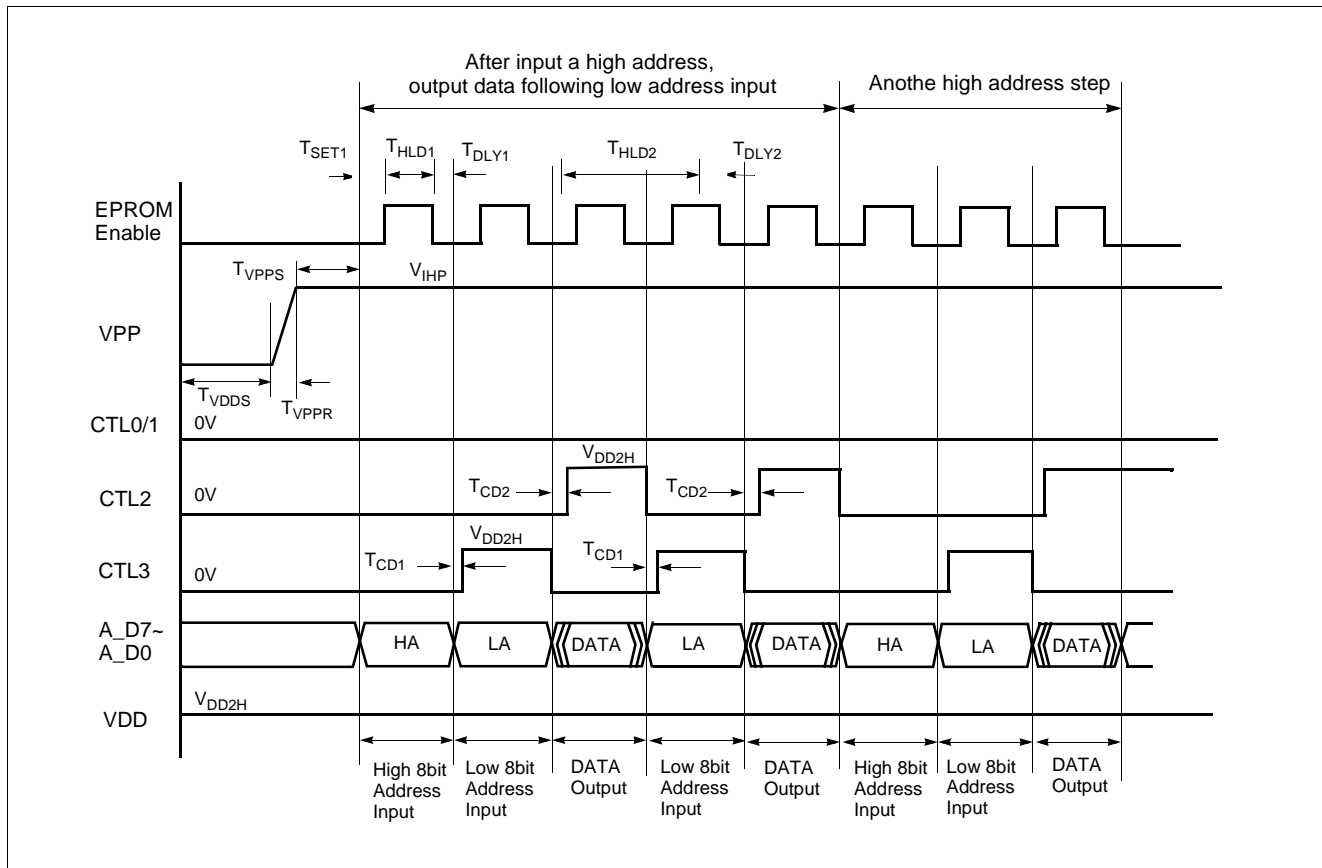 After input a high address,
output data following low address input
Anothe high address step
TSET1
THLD1
TDLY1
THLD2
TDLY2
EPROM
Enable
TVPPS
VIHP
VPP
TVDDS
TVPPR
CTL0/1
0V
VDD2H
CTL2
0V
TCD2
TCD2
VDD2H
CTL3
0V
TCD1
TCD1
A_D7~
A_D0
HA
LA
DATA
LA
DATA
HA
LA
DATA
VDD2H
VDD
High 8bit
Address
Input
Low 8bit
Address
Input
DATA
Output
Low 8bit
Address
Input
DATA
Output
High 8bit
Address
Input
Low 8bit
Address
Input
DATA
Output